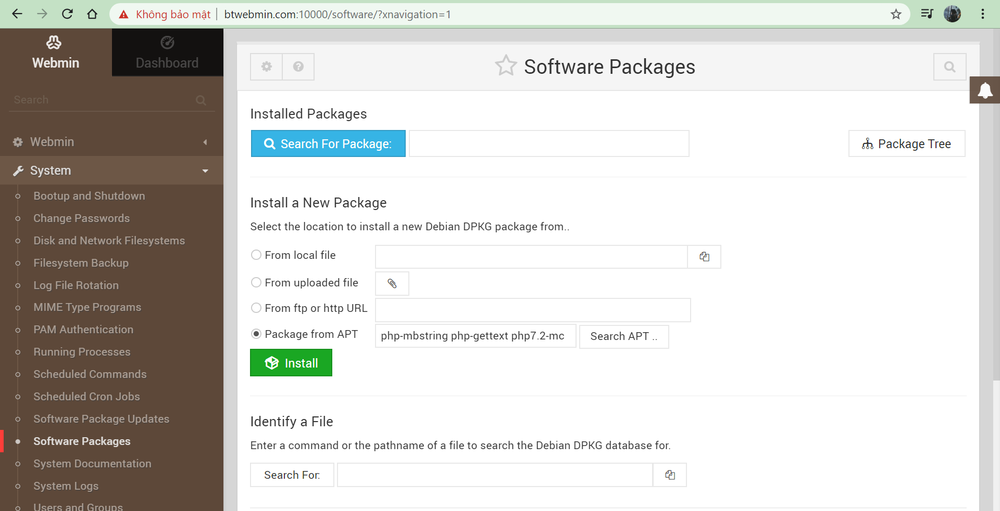 Không bảo mật btwebmin.com:10000/software/?xnavigation=1
Webmin
Dashboard
Search
Webmin
System
Bootup and Shutdown
Change Passwords
Disk and Network Filesystems
Filesystem Backup
Log File Rotation
MIME Type Programs
PAM Authentication
Running Processes
Scheduled Commands
Scheduled Cron Jobs
Software Package Updates
Software Packages
System Documentation
System Logs
Users and Groups
Software Packages
Installed Packages
Search For Package:
Package Tree
Install a New Package
Select the location to install a new Debian DPKG package from..
From local file
From uploaded file
From ftp or http URL
Package from APT php-mbstring php-gettext php7.2-mc Search APT ..
Install
Identify a File
Enter a command or the pathname of a file to search the Debian DPKG database for.
Search For: